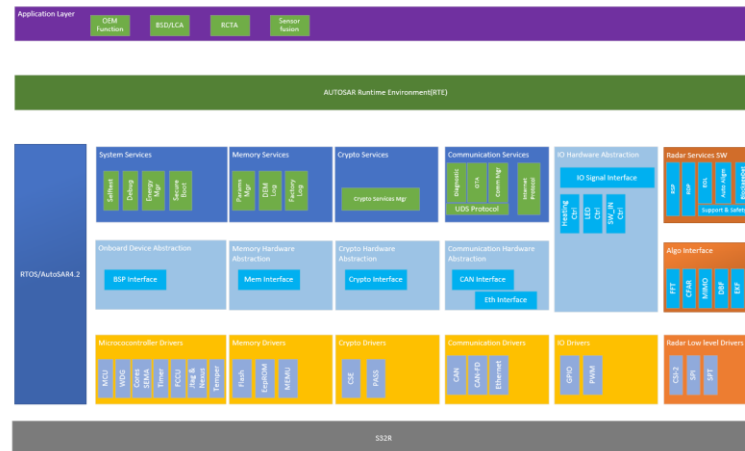 Application Layer
OEM
Function
BSD/LCA
RCTA
Sensor
fusion
AUTOSAR Runtime Environment(RTE)
RTOS/AutoSAR4.2
System Services
Selftest
Debug
Energy
Mgr
Secure
Boot
Memory Services
Params
Mgr
DEM
Log
Factory
Log
Crypto Services
Crypto Services Mgr
Communication Services
Diagnostic
OTA
Comm Mgr
Internet
Protocol
UDS Protocol
IO Hardware Abstraction
IO Signal Interface
Heating
Ctrl
LED
Ctrl
SW_IN
Ctrl
Radar Services SW
EOL
Auto Align
Support & Safety
Onboard Device Abstraction
BSP Interface
Memory Hardware
Abstraction
Mem Interface
Crypto Hardware
Abstraction
Crypto Interface
Communication Hardware
Abstraction
CAN Interface
Eth Interface
Algo Interface
FFT
CFAR
MIMO
DBF
EKF
Micrococontroller Drivers
MCU
WDG
Cores
SEMA
Timer
FCCU
Jtag &
Nexus
Tamper
Memory Drivers
Flash
EepROM
MEMU
Crypto Drivers
CSE
PASS
Communication Drivers
CAN
CAN-FD
Ethernet
IO Drivers
GPIO
PWM
Radar Low level Drivers
CSI-2
SPI
SPT
S32R